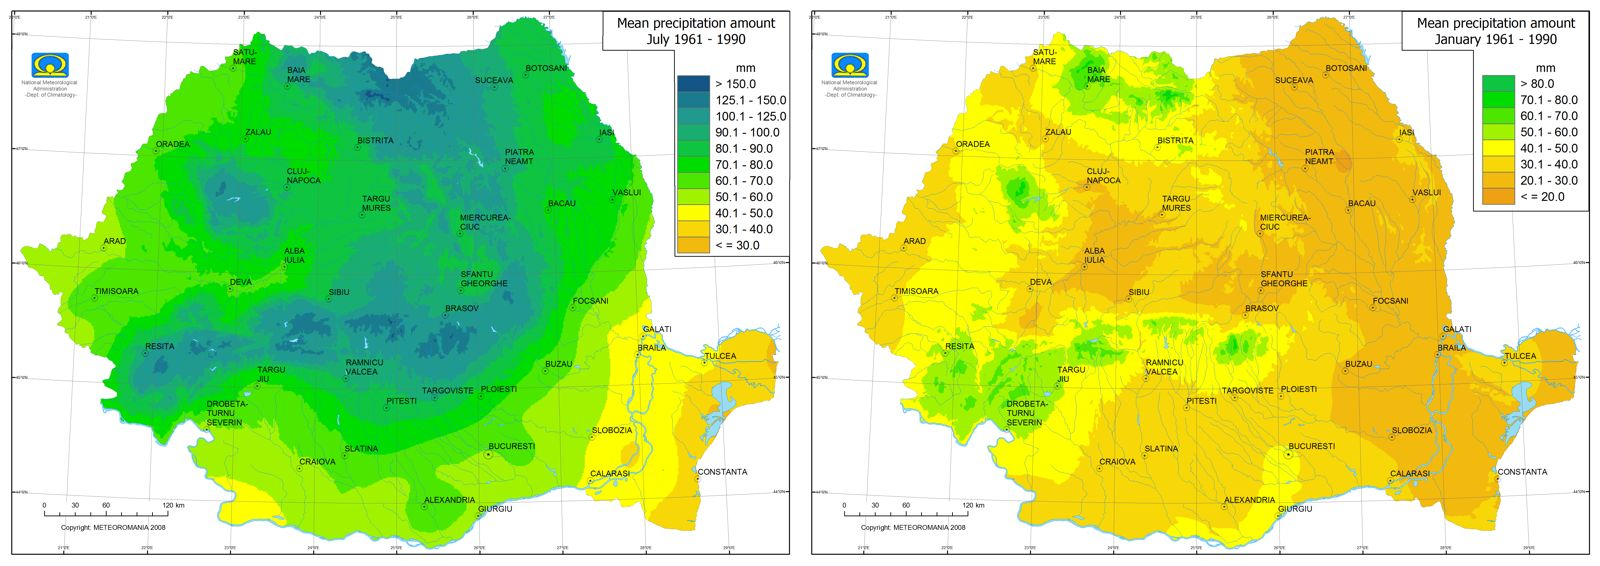 Mean precipitation amount
July 1961 - 1990
mm
> 150.0
125.1 - 150.0
100.1 - 125.0
90.1 - 100.0
80.1 - 90.0
70.1 - 80.0
60.1 - 70.0
50.1 - 60.0
40.1 - 50.0
30.1 - 40.0
< = 30.0
National Meteorological
Administration
-Dept. of Climatology-
SATU-
MARE
BAIA
MARE
SUCEAVA
BOTOSANI
ZALAU
ORADEA
BISTRITA
IASI
PIATRA
NEAMT
CLUJ-
NAPOCA
TARGU
MURES
VASLUI
BACAU
MIERCUREA-
CIUC
ARAD
ALBA
IULIA
TIMISOARA
DEVA
SIBIU
SFANTU
GHEORGHE
BRASOV
FOCSANI
GALATI
BRAILA
TULCEA
RESITA
TARGU
JIU
RAMNICU
VALCEA
BUZAU
TARGOVISTE
PLOIESTI
PITESTI
DROBETA-
TURNU
SEVERIN
SLOBOZIA
SLATINA
BUCURESTI
CRAIOVA
CALARASI
CONSTANTA
ALEXANDRIA
GIURGIU
0 30 60 120 km
Copyright: METEOROMANIA 2008
Mean precipitation amount
January 1961 - 1990
mm
> 80.0
70.1 - 80.0
60.1 - 70.0
50.1 - 60.0
40.1 - 50.0
30.1 - 40.0
20.1 - 30.0
< = 20.0
National Meteorological
Administration
-Dept. of Climatology-
SATU-
MARE
BAIA
MARE
SUCEAVA
BOTOSANI
ZALAU
ORADEA
BISTRITA
IASI
PIATRA
NEAMT
CLUJ-
NAPOCA
TARGU
MURES
VASLUI
BACAU
MIERCUREA-
CIUC
ARAD
ALBA
IULIA
TIMISOARA
DEVA
SIBIU
SFANTU
GHEORGHE
BRASOV
FOCSANI
GALATI
BRAILA
TULCEA
RESITA
TARGU
JIU
RAMNICU
VALCEA
BUZAU
TARGOVISTE
PLOIESTI
PITESTI
DROBETA-
TURNU
SEVERIN
SLOBOZIA
SLATINA
BUCURESTI
CRAIOVA
CALARASI
CONSTANTA
ALEXANDRIA
GIURGIU
0 30 60 120 km
Copyright: METEOROMANIA 2008